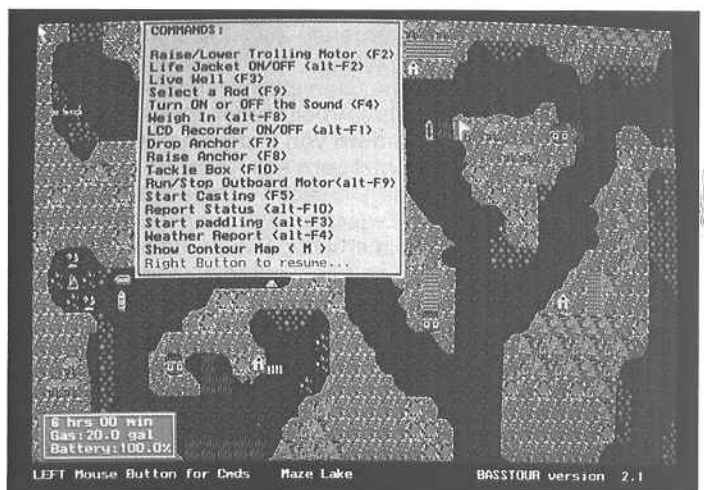 COMMANDS:
Raise/Lower Trolling Motor <F2>
Life Jacket ON/OFF <alt-F2>
Live Well <F3>
Select a Rod <F9>
Turn ON or OFF the Sound <F4>
Weigh In <alt-F8>
LCD Recorder ON/OFF <alt-F1>
Drop Anchor <F7>
Raise Anchor <F8>
Tackle Box <F10>
Run/Stop Outboard Motor<alt-F9>
Start Casting <F5>
Report Status <alt-F10>
Start paddling <alt-F3>
Weather Report <alt-F4>
Show Contour Map < M >
Right Button to resume...
6 hrs 00 min
Gas:20.0 gal
Battery:100.0%
LEFT Mouse Button for Cmds Maze Lake BASSTOUR version 2.1